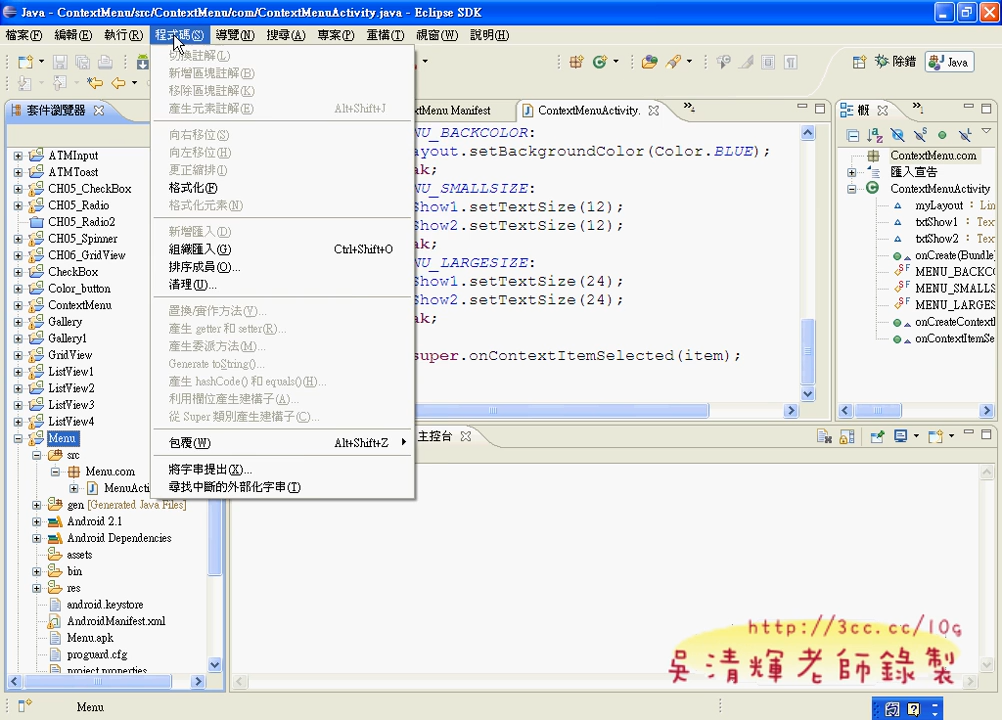 Java - ContextMenu/src/ContextMenu/com/ContextMenuActivity.java - Eclipse SDK
檔案(F) 編輯(E) 執行(R) 程式碼(S) 導覽(N) 搜尋(A) 專案(P) 重構(T) 視窗(W) 說明(H)
除錯 Java
套件瀏覽器
ATMInput
ATMToast
CH05_CheckBox
CH05_Radio
CH05_Radio2
CH05_Spinner
CH06_GridView
CheckBox
Color_button
ContextMenu
Gallery
Gallery1
GridView
ListView1
ListView2
ListView3
ListView4
Menu
src
Menu.com
MenuActi
gen [Generated Java Files]
Android 2.1
Android Dependencies
assets
bin
res
android.keystore
AndroidManifest.xml
Menu.apk
proguard.cfg
project.properties
切換註解(L)
新增區塊註解(B)
移除區塊註解(K)
產生元素註解(E) Alt+Shift+J
向右移位(S)
向左移位(H)
更正縮排(I)
格式化(F)
格式化元素(N)
新增匯入(D)
組織匯入(G) Ctrl+Shift+O
排序成員(O)...
清理(U)...
置換/實作方法(V)...
產生 getter 和 setter(R)...
產生委派方法(M)...
Generate toString()...
產生 hashCode() 和 equals()(H)...
利用欄位產生建構子(A)...
從 Super 類別產生建構子(C)...
包覆(W) Alt+Shift+Z
將字串提出(X)...
尋找中斷的外部化字串(I)
xtMenu Manifest ContextMenuActivity.
NU_BACKCOLOR:
ayout.setBackgroundColor(Color.BLUE);
ak;
NU_SMALLSIZE:
Show1.setTextSize(12);
Show2.setTextSize(12);
ak;
NU_LARGESIZE:
Show1.setTextSize(24);
Show2.setTextSize(24);
ak;
super.onContextItemSelected(item);
概
ContextMenu.com
匯入宣告
ContextMenuActivity
myLayout : Lin
txtShow1 : Tex
txtShow2 : Tex
onCreate(Bundle
MENU_BACKC
MENU_SMALLS
MENU_LARGES
onCreateContextl
onContextItemSe
主控台
http://3cc.cc/10g
吳清輝老師錄製
Menu